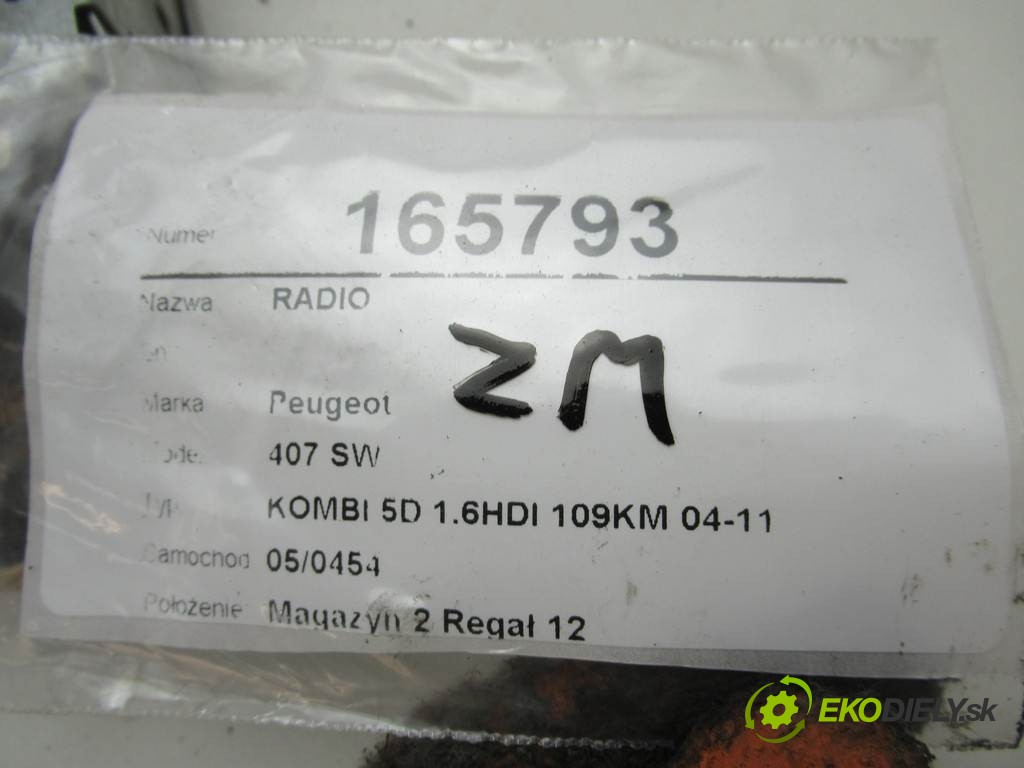 Numer 165793
Nazwa RADIO
ZM
Marka Peugeot
407 SW
KOMBI 5D 1.6HDI 109KM 04-11
Samochod 05/0454
Położenie Magazyn 2 Regał 12
EKODIELY.sk